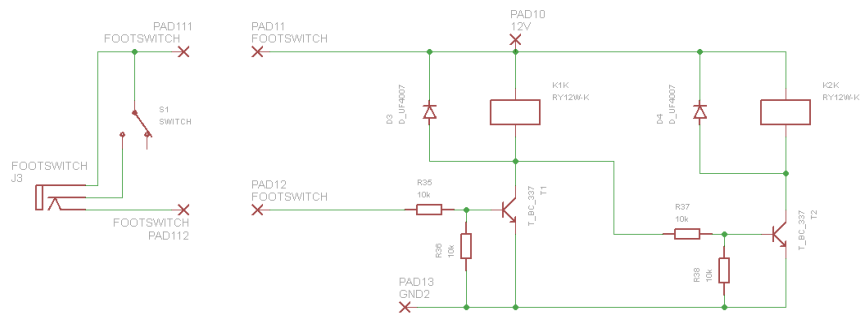 PAD111
FOOTSWITCH
PAD11
FOOTSWITCH
PAD10
12V
S1
SWITCH
D3
D_UF4007
K1K
RY12W-K
D4
D_UF4007
K2K
RY12W-K
FOOTSWITCH
J3
FOOTSWITCH
PAD112
PAD12
FOOTSWITCH
R35
10k
R36
10k
T_BC_337
T1
R37
10k
R38
10k
T_BC_337
T2
PAD13
GND2